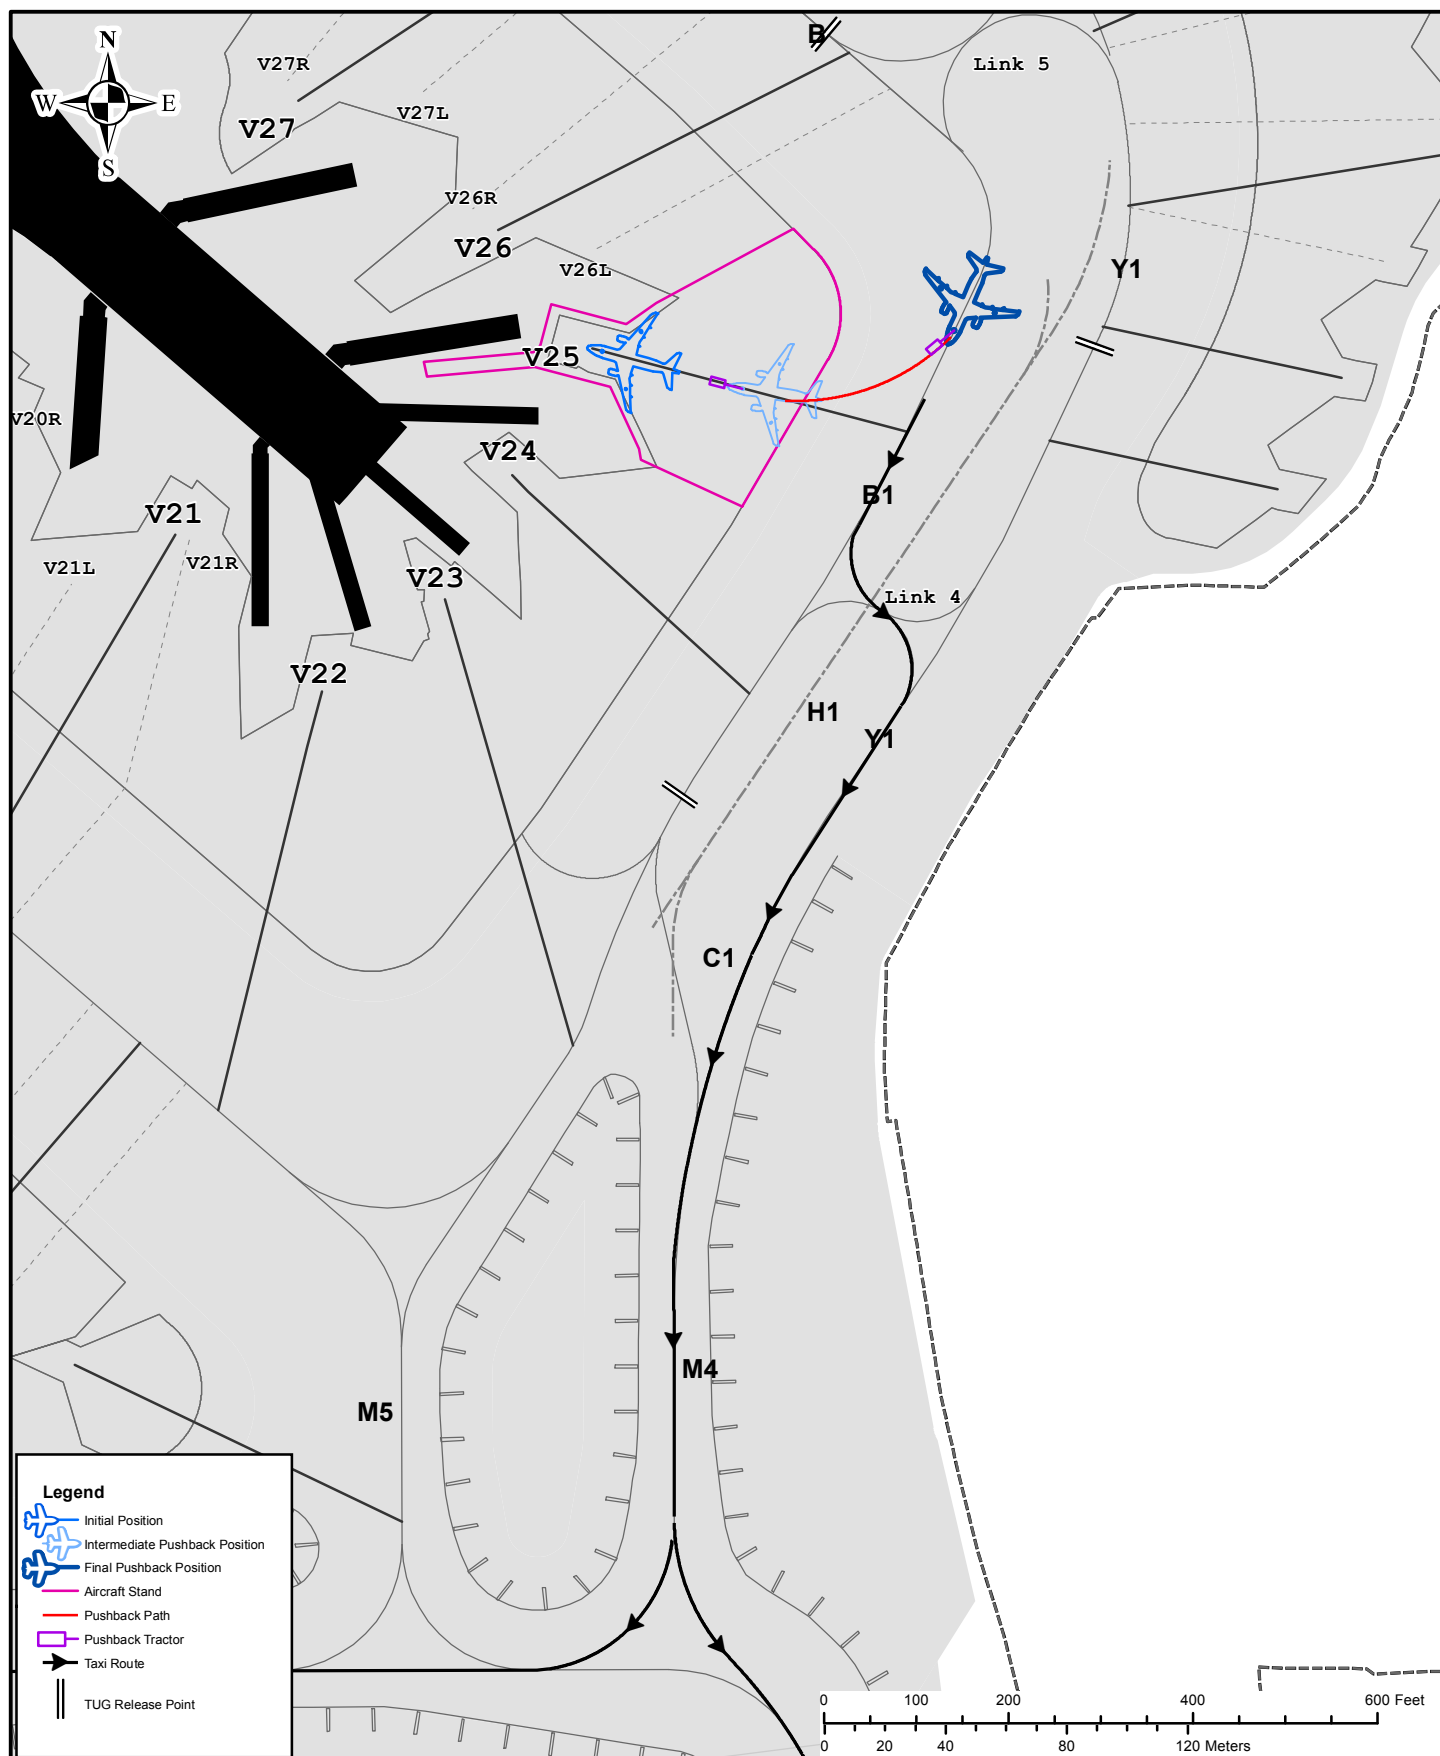 N
W E
S
B
Link 5
V27R
V27
V27L
V26R
V26
V26L
Y1
V25
V20R
V24
B1
V21
V21L
V21R
V23
Link 4
V22
H1
Y1
C1
M4
M5
Legend
Initial Position
Intermediate Pushback Position
Final Pushback Position
Aircraft Stand
Pushback Path
Pushback Tractor
Taxi Route
TUG Release Point
0 100 200 400 600 Feet
0 20 40 80 120 Meters